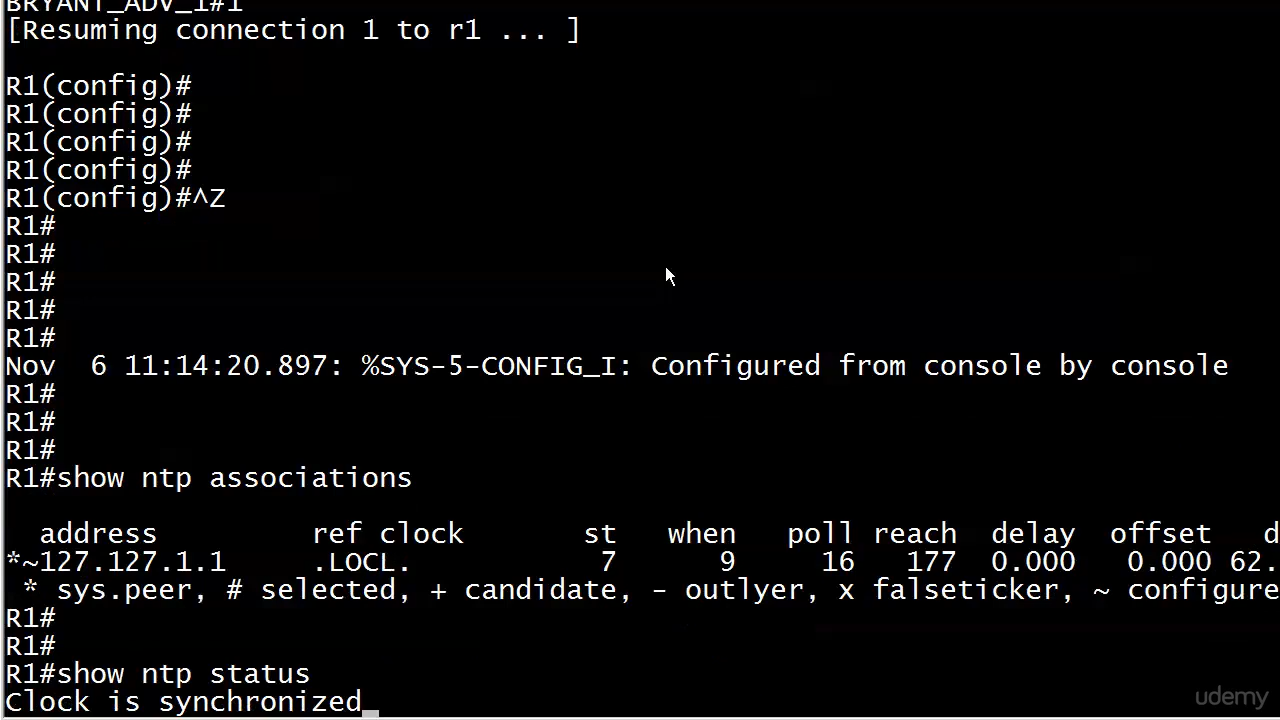 BRYANT_ADV_1#1
[Resuming connection 1 to r1 ... ]
R1(config)#
R1(config)#
R1(config)#
R1(config)#
R1(config)#^Z
R1#
R1#
R1#
R1#
R1#
Nov  6 11:14:20.897: %SYS-5-CONFIG_I: Configured from console by console
R1#
R1#
R1#
R1#show ntp associations
address ref clock st when poll reach delay offset d
*~127.127.1.1 .LOCL. 7 9 16 177 0.000 0.000 62.
* sys.peer, # selected, + candidate, - outlyer, x falseticker, ~ configure
R1#
R1#
R1#show ntp status
Clock is synchronized
udemy